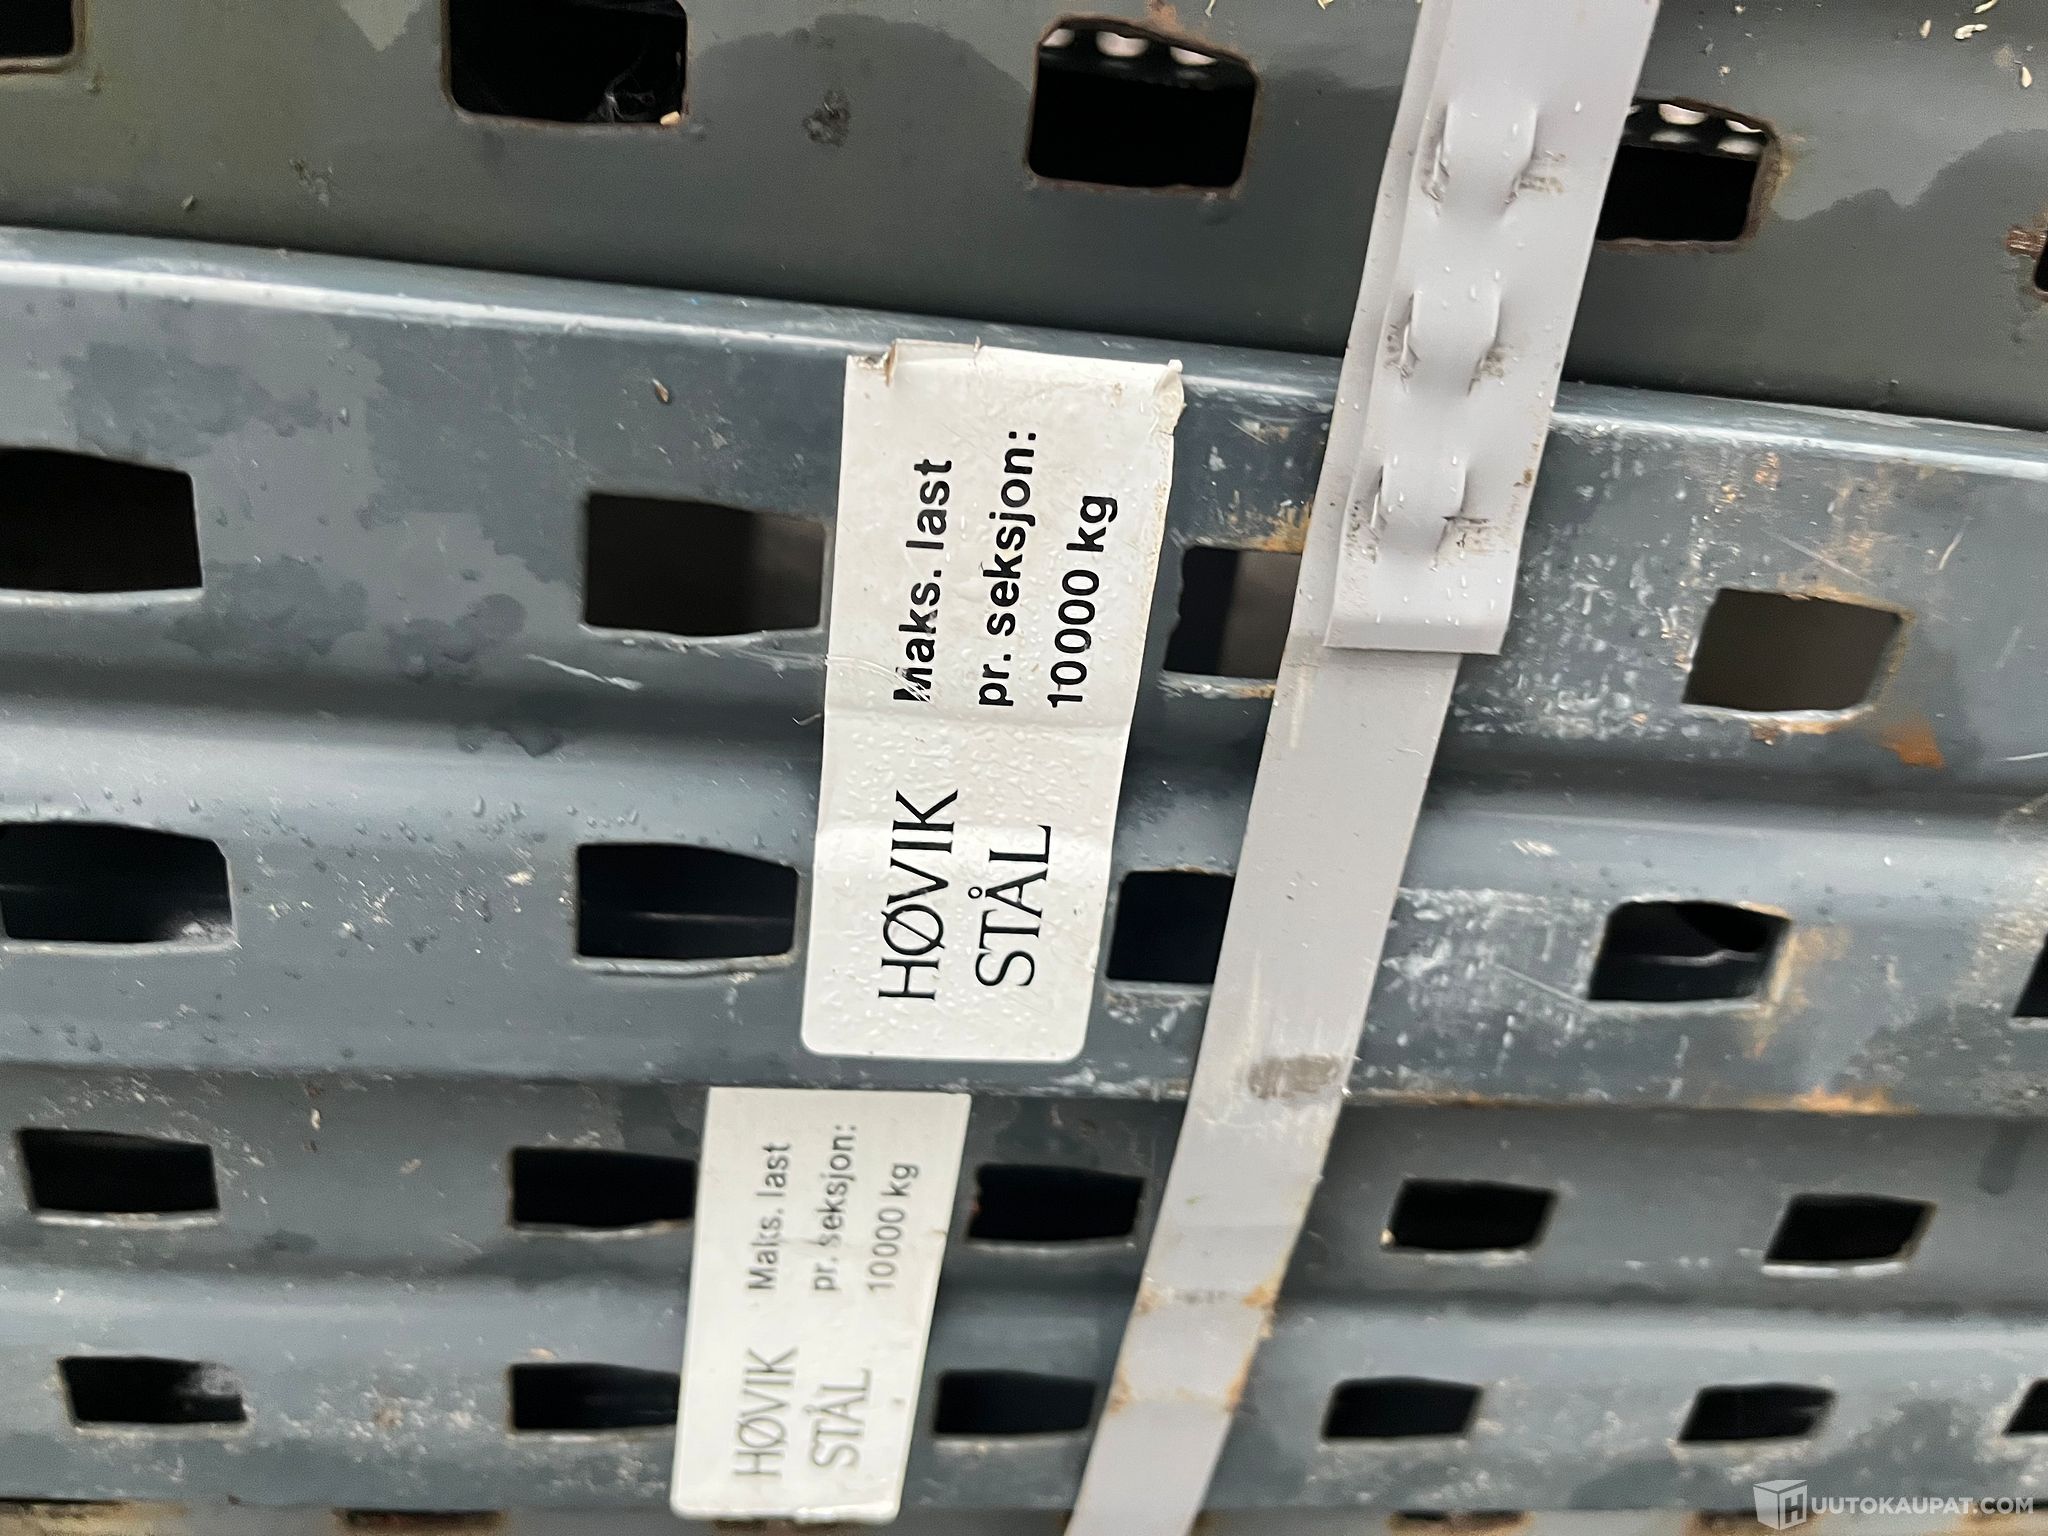 HØVIK
STÅL
Maks. last
pr. seksjon:
10000 kg
HØVIK
STÅL
Maks. last
pr. seksjon:
10000 kg
HUUTOKAUPAT.COM